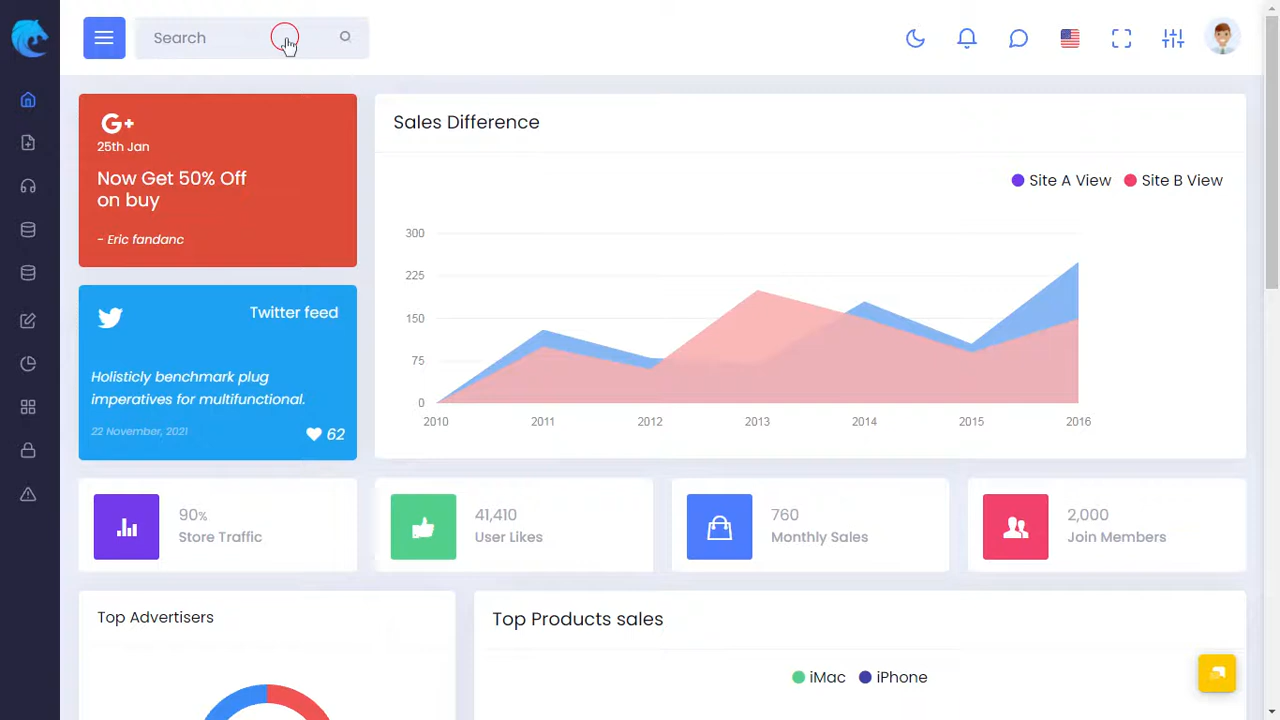 Search
G+
25th Jan
Now Get 50% Off
on buy
- Eric fandanc
Twitter feed
Holisticly benchmark plug
imperatives for multifunctional.
22 November, 2021
62
Sales Difference
Site A View
Site B View
300
225
150
75
0
2010
2011
2012
2013
2014
2015
2016
90%
Store Traffic
41,410
User Likes
760
Monthly Sales
2,000
Join Members
Top Advertisers
Top Products sales
iMac
iPhone